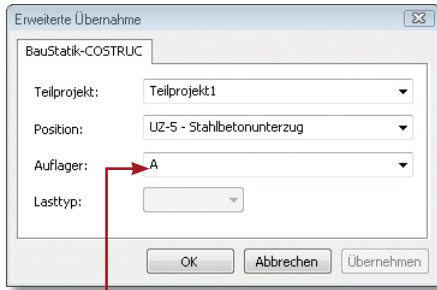 Erweiterte Übernahme
BauStatik-COSTRUC
Teilprojekt: Teilprojekt1
Position: UZ-5 - Stahlbetonunterzug
Auflager: A
Lasttyp:
OK Abbrechen Übernehmen